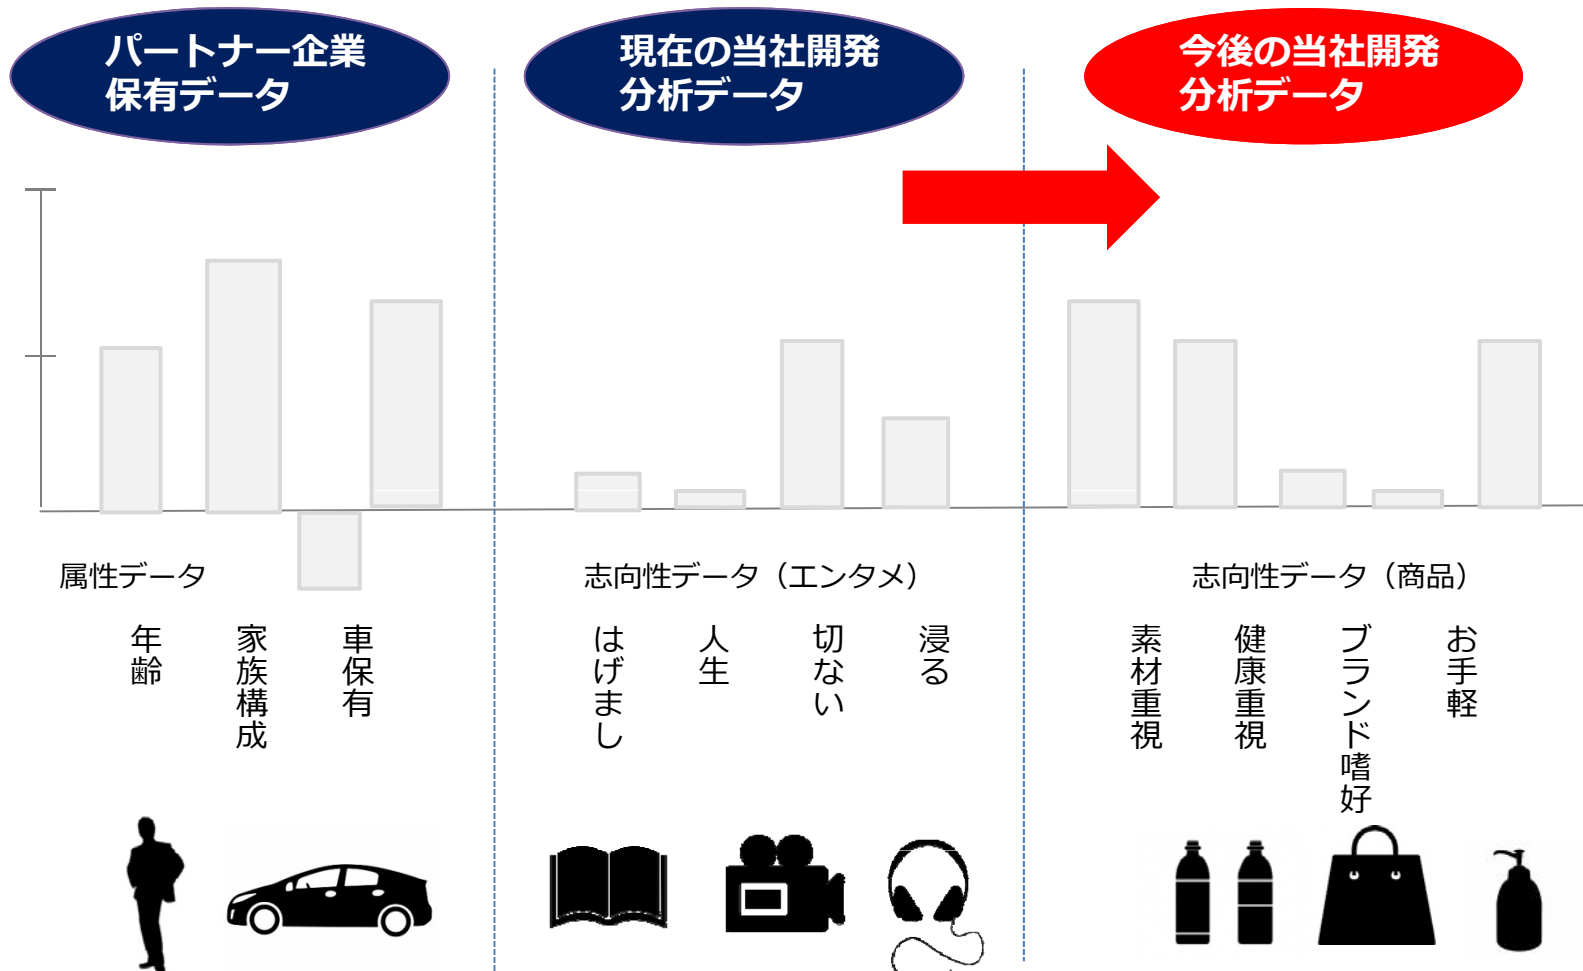 パートナー企業
保有データ
現在の当社開発
分析データ
今後の当社開発
分析データ
属性データ
年齢
家族構成
車保有
志向性データ（エンタメ）
はげまし
人生
切ない
浸る
志向性データ（商品）
素材重視
健康重視
ブランド嗜好
お手軽